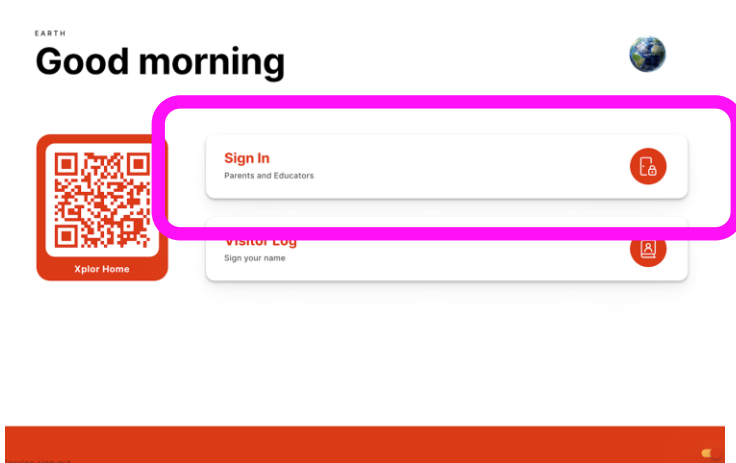 EARTH
Good morning
Sign In
Parents and Educators
Visitor Log
Sign your name
Xplor Home